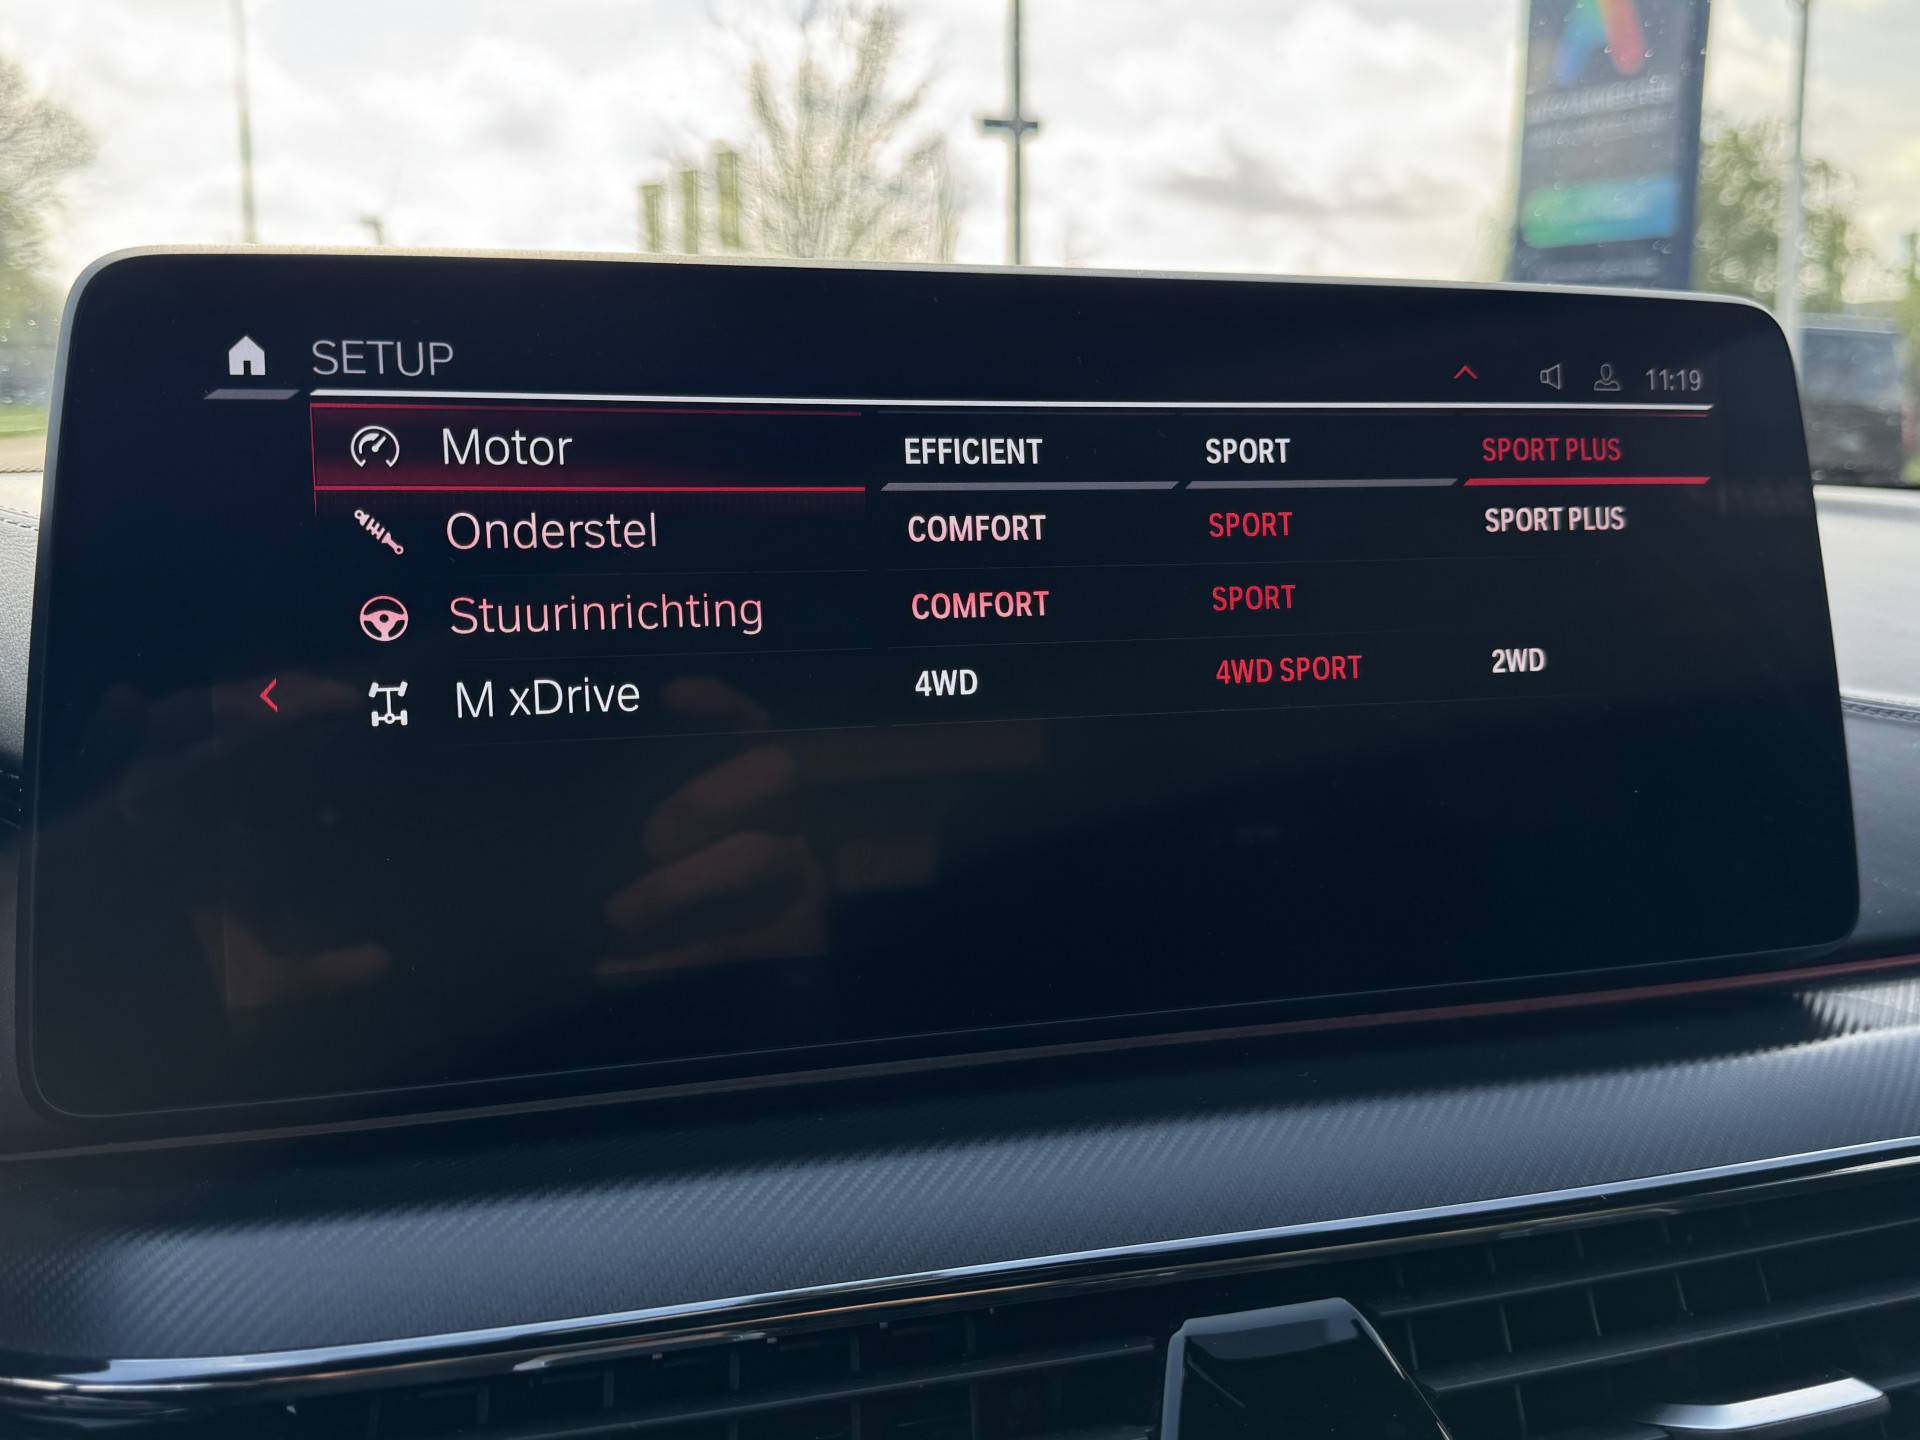 SETUP
11:19
Motor EFFICIENT SPORT SPORT PLUS
Onderstel COMFORT SPORT SPORT PLUS
Stuurinrichting COMFORT SPORT
M xDrive 4WD 4WD SPORT 2WD